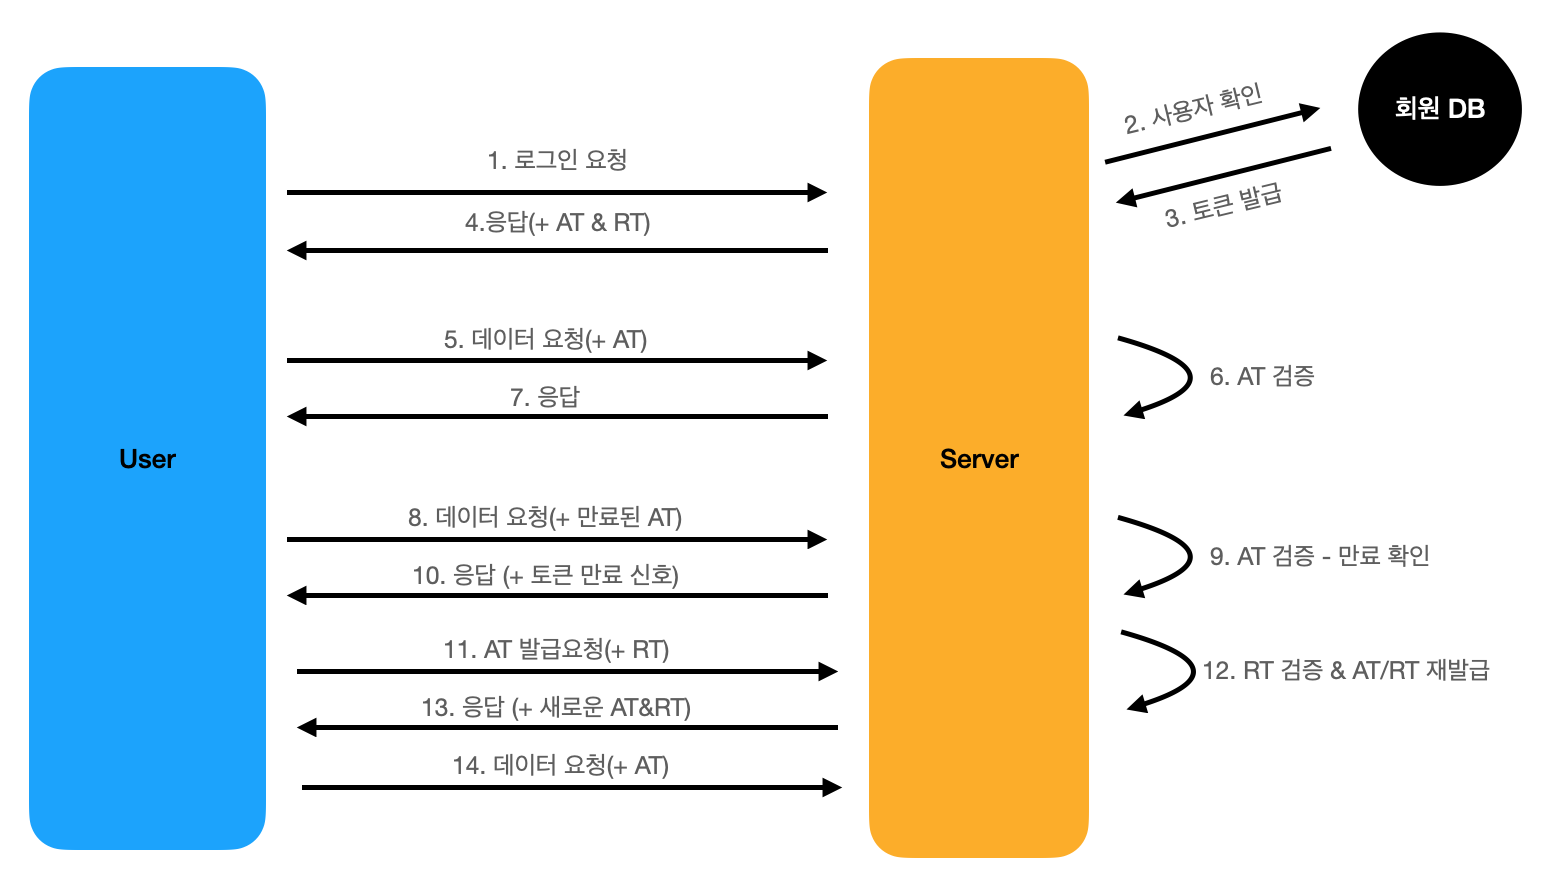 회원 DB
2. 사용자 확인
3. 토큰 발급
1. 로그인 요청
4.응답(+ AT & RT)
5. 데이터 요청(+ AT)
6. AT 검증
7. 응답
User
Server
8. 데이터 요청(+ 만료된 AT)
9. AT 검증 - 만료 확인
10. 응답 (+ 토큰 만료 신호)
11. AT 발급요청(+ RT)
12. RT 검증 & AT/RT 재발급
13. 응답 (+ 새로운 AT&RT)
14. 데이터 요청(+ AT)